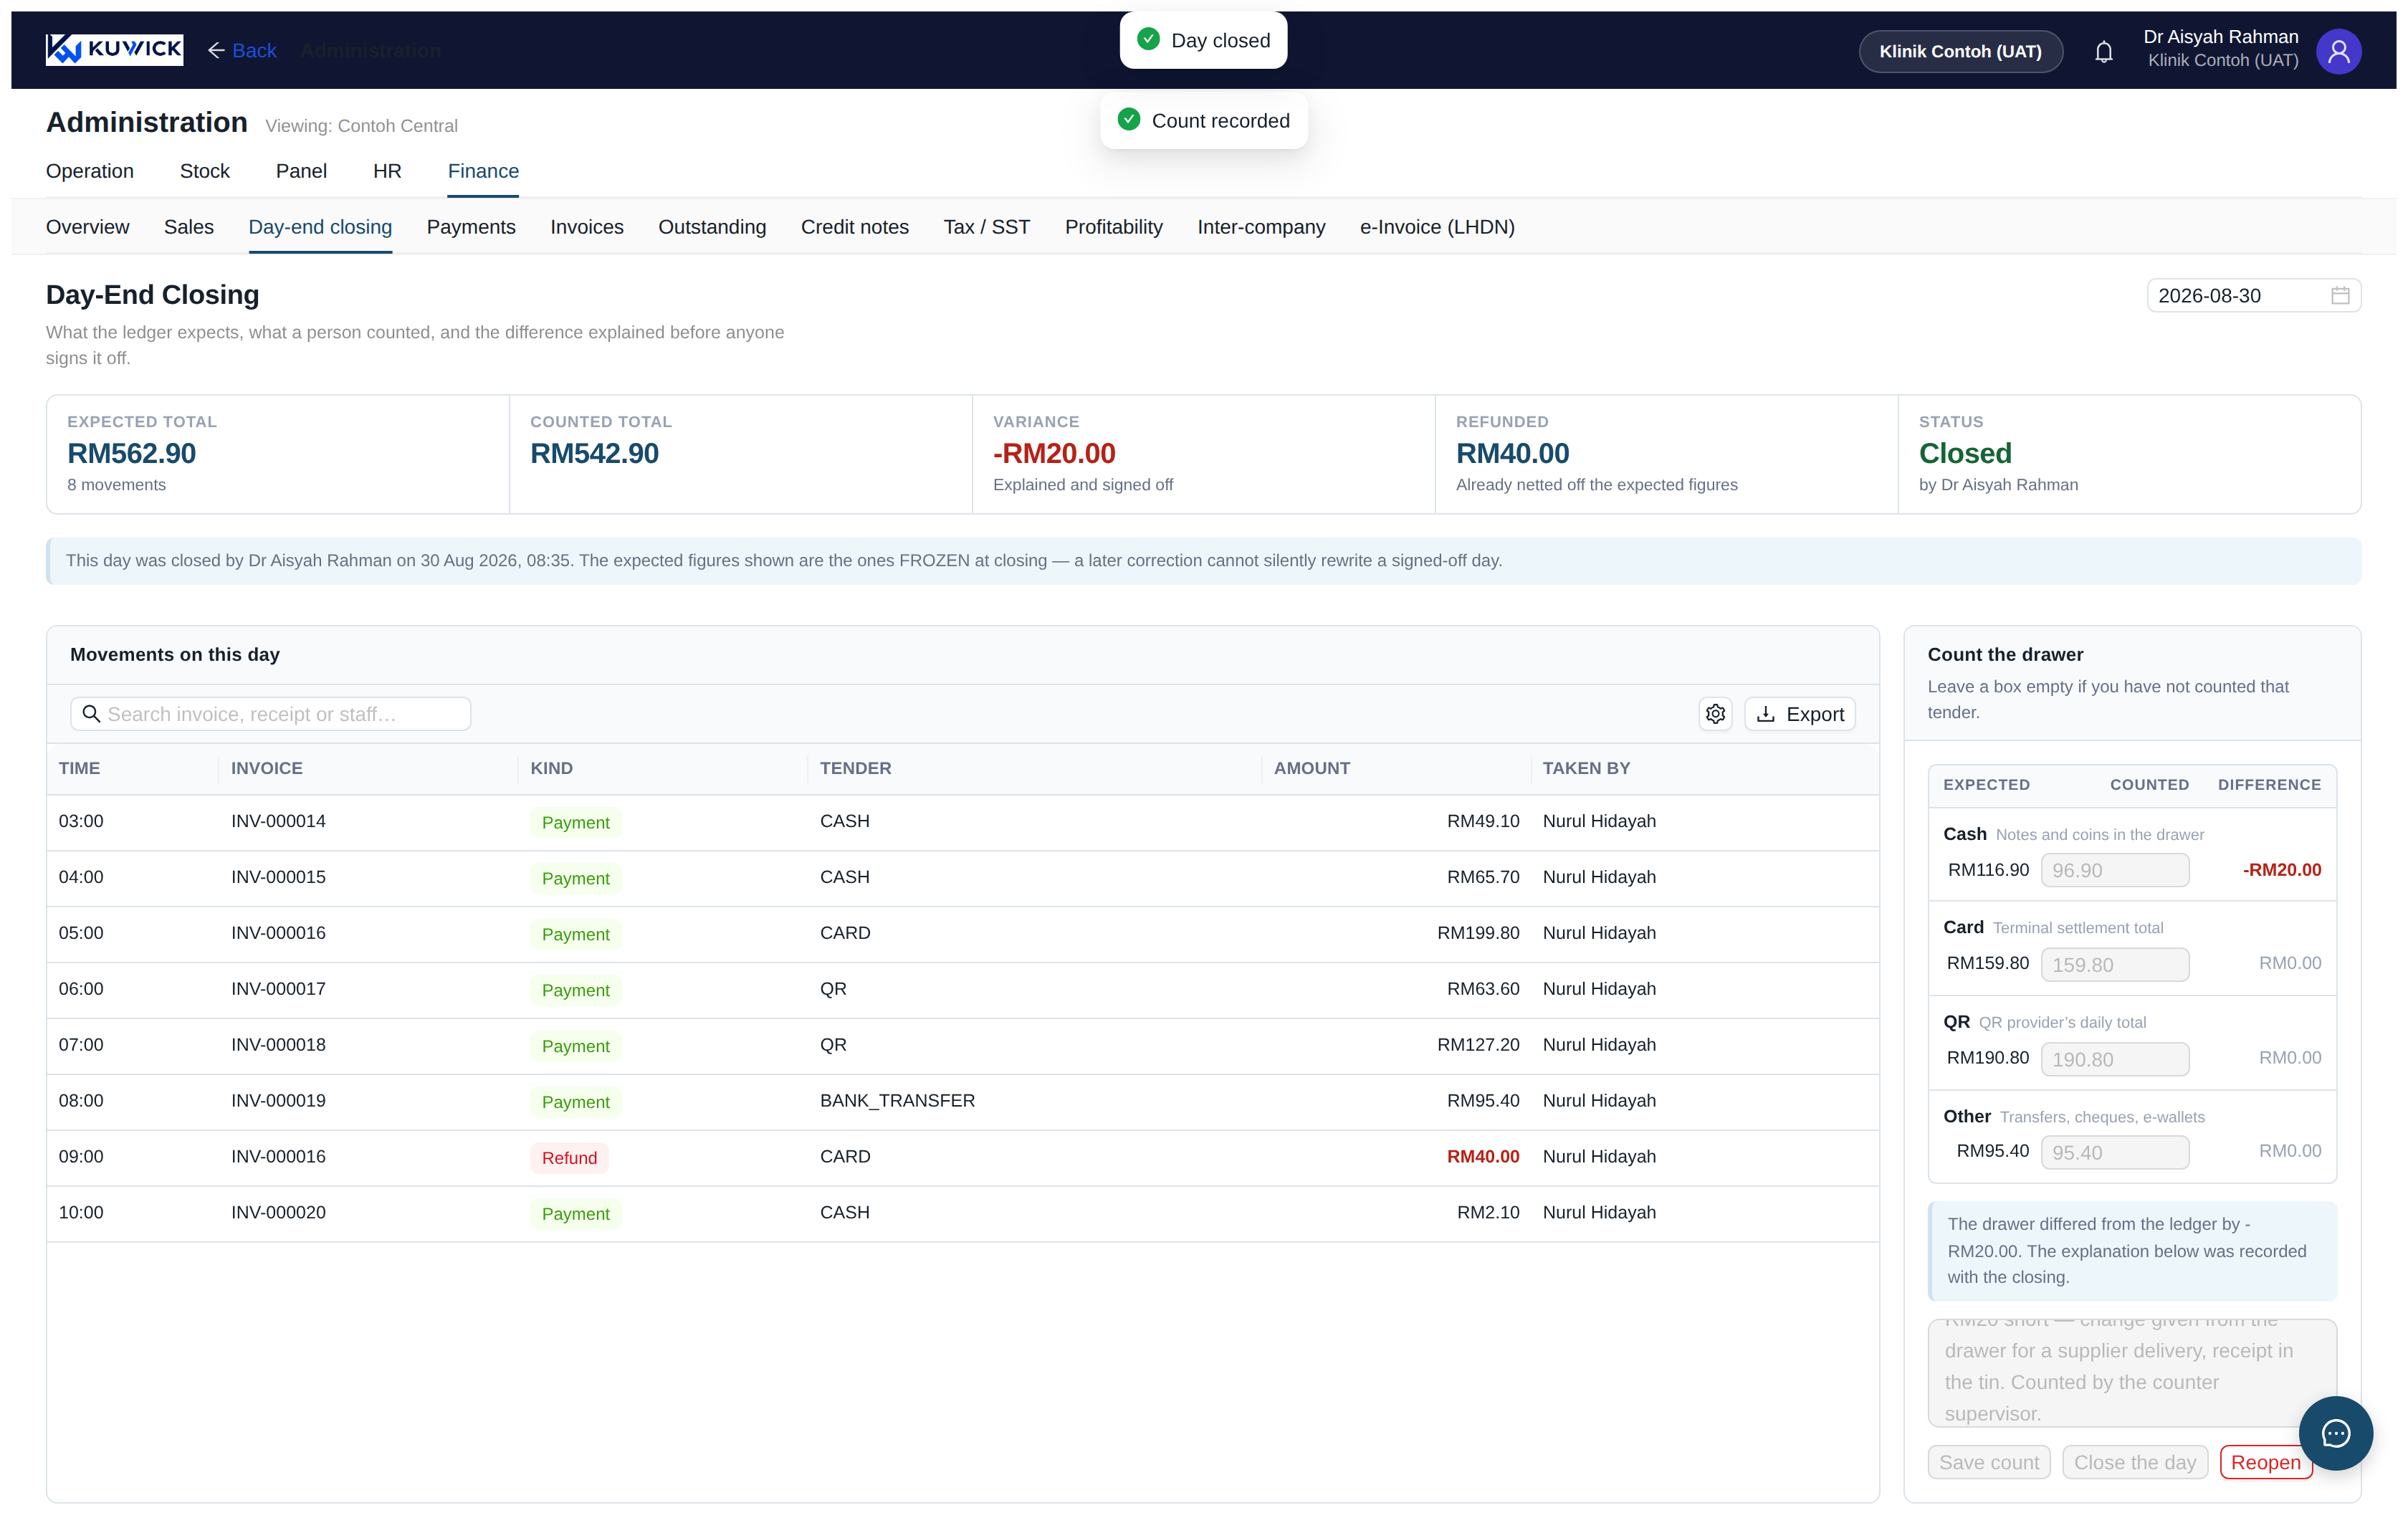 KUWICK
Back
Administration
Day closed
Klinik Contoh (UAT)
Dr Aisyah Rahman
Klinik Contoh (UAT)
Administration
Viewing: Contoh Central
Count recorded
Operation
Stock
Panel
HR
Finance
Overview
Sales
Day-end closing
Payments
Invoices
Outstanding
Credit notes
Tax / SST
Profitability
Inter-company
e-Invoice (LHDN)
Day-End Closing
2026-08-30
What the ledger expects, what a person counted, and the difference explained before anyone
signs it off.
EXPECTED TOTAL
RM562.90
8 movements
COUNTED TOTAL
RM542.90
VARIANCE
-RM20.00
Explained and signed off
REFUNDED
RM40.00
Already netted off the expected figures
STATUS
Closed
by Dr Aisyah Rahman
This day was closed by Dr Aisyah Rahman on 30 Aug 2026, 08:35. The expected figures shown are the ones FROZEN at closing — a later correction cannot silently rewrite a signed-off day.
Movements on this day
Search invoice, receipt or staff…
Export
TIME INVOICE KIND TENDER AMOUNT TAKEN BY
03:00 INV-000014 Payment CASH RM49.10 Nurul Hidayah
04:00 INV-000015 Payment CASH RM65.70 Nurul Hidayah
05:00 INV-000016 Payment CARD RM199.80 Nurul Hidayah
06:00 INV-000017 Payment QR RM63.60 Nurul Hidayah
07:00 INV-000018 Payment QR RM127.20 Nurul Hidayah
08:00 INV-000019 Payment BANK_TRANSFER RM95.40 Nurul Hidayah
09:00 INV-000016 Refund CARD RM40.00 Nurul Hidayah
10:00 INV-000020 Payment CASH RM2.10 Nurul Hidayah
Count the drawer
Leave a box empty if you have not counted that
tender.
EXPECTED COUNTED DIFFERENCE
Cash Notes and coins in the drawer
RM116.90 96.90 -RM20.00
Card Terminal settlement total
RM159.80 159.80 RM0.00
QR QR provider’s daily total
RM190.80 190.80 RM0.00
Other Transfers, cheques, e-wallets
RM95.40 95.40 RM0.00
The drawer differed from the ledger by -
RM20.00. The explanation below was recorded
with the closing.
RM20 short — change given from the
drawer for a supplier delivery, receipt in
the tin. Counted by the counter
supervisor.
Save count
Close the day
Reopen